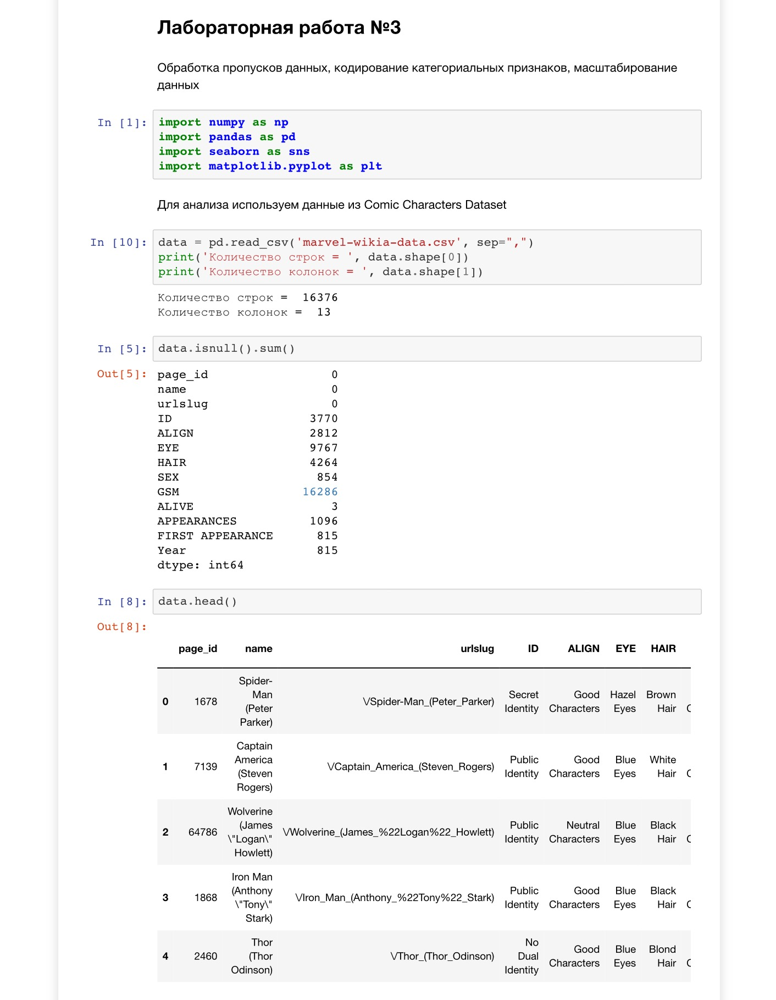 Лабораторная работа №3
Обработка пропусков данных, кодирование категориальных признаков, масштабирование
данных
In [1]:
import numpy as np
import pandas as pd
import seaborn as sns
import matplotlib.pyplot as plt
Для анализа используем данные из Comic Characters Dataset
In [10]:
data = pd.read_csv('marvel-wikia-data.csv', sep=",")
print('Количество строк = ', data.shape[0])
print('Количество колонок = ', data.shape[1])
Количество строк =  16376
Количество колонок =  13
In [5]:
data.isnull().sum()
Out[5]:
page_id 0
name 0
urlslug 0
ID 3770
ALIGN 2812
EYE 9767
HAIR 4264
SEX 854
GSM 16286
ALIVE 3
APPEARANCES 1096
FIRST APPEARANCE 815
Year 815
dtype: int64
In [8]:
data.head()
Out[8]:
page_id name urlslug ID ALIGN EYE HAIR
0 1678
Spider-
Man
(Peter
Parker)
\/Spider-Man_(Peter_Parker)
Secret
Identity
Good
Characters
Hazel
Eyes
Brown
Hair
1 7139
Captain
America
(Steven
Rogers)
\/Captain_America_(Steven_Rogers)
Public
Identity
Good
Characters
Blue
Eyes
White
Hair
2 64786
Wolverine
(James
\"Logan\"
Howlett)
\/Wolverine_(James_%22Logan%22_Howlett)
Public
Identity
Neutral
Characters
Blue
Eyes
Black
Hair
3 1868
Iron Man
(Anthony
\"Tony\"
Stark)
\/Iron_Man_(Anthony_%22Tony%22_Stark)
Public
Identity
Good
Characters
Blue
Eyes
Black
Hair
4 2460
Thor
(Thor
Odinson)
\/Thor_(Thor_Odinson)
No
Dual
Identity
Good
Characters
Blue
Eyes
Blond
Hair